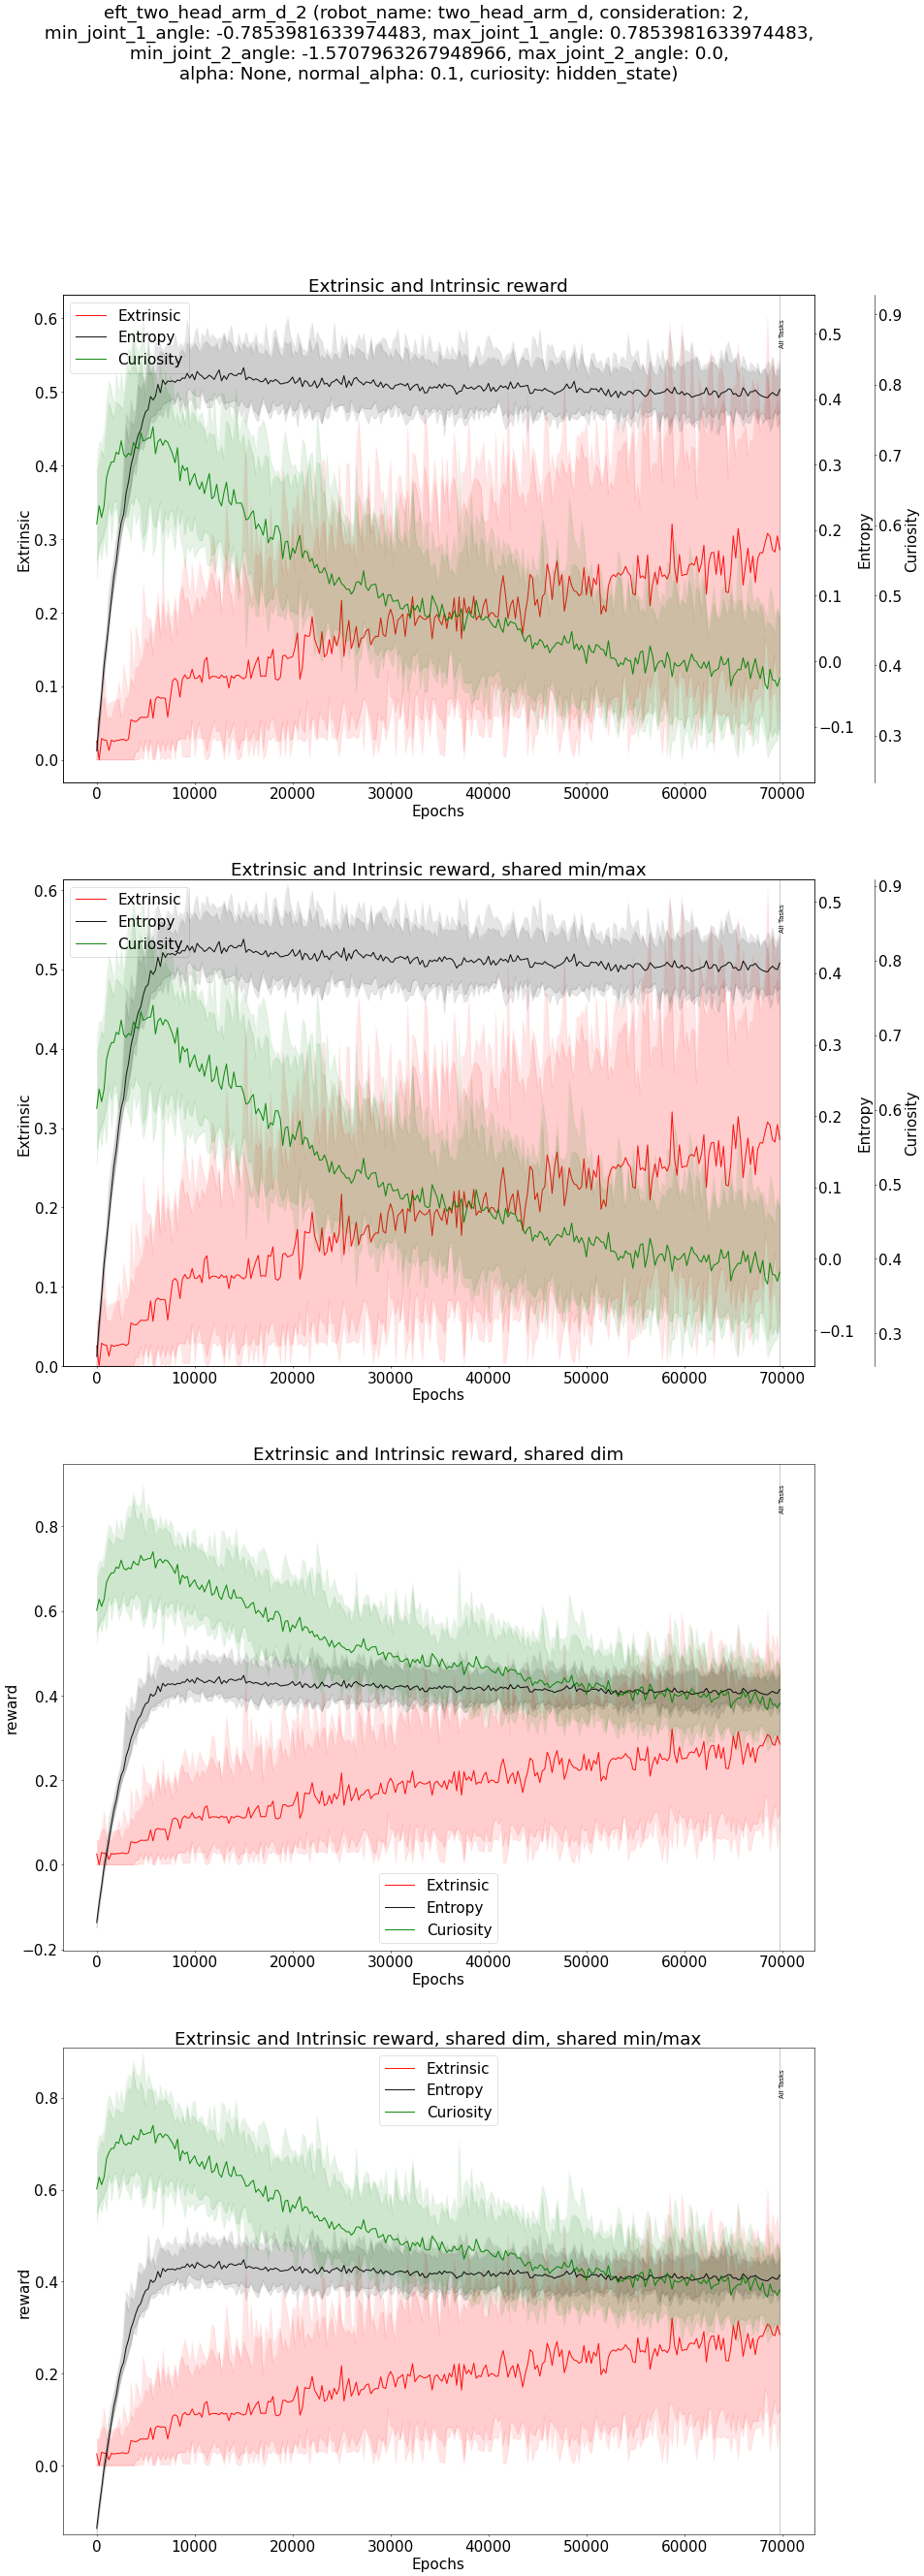 eft_two_head_arm_d_2 (robot_name: two_head_arm_d, consideration: 2,
min_joint_1_angle: -0.7853981633974483, max_joint_1_angle: 0.7853981633974483,
min_joint_2_angle: -1.5707963267948966, max_joint_2_angle: 0.0,
alpha: None, normal_alpha: 0.1, curiosity: hidden_state)
Extrinsic and Intrinsic reward
Extrinsic
Entropy
Curiosity
All Tasks
0.6
0.5
0.4
0.3
0.2
0.1
0.0
Extrinsic
0.5
0.4
0.3
0.2
0.1
0.0
−0.1
Entropy
0.9
0.8
0.7
0.6
0.5
0.4
0.3
Curiosity
0 10000 20000 30000 40000 50000 60000 70000
Epochs
Extrinsic and Intrinsic reward, shared min/max
Extrinsic
Entropy
Curiosity
All Tasks
0.6
0.5
0.4
0.3
0.2
0.1
0.0
Extrinsic
0.5
0.4
0.3
0.2
0.1
0.0
−0.1
Entropy
0.9
0.8
0.7
0.6
0.5
0.4
0.3
Curiosity
0 10000 20000 30000 40000 50000 60000 70000
Epochs
Extrinsic and Intrinsic reward, shared dim
All Tasks
0.8
0.6
0.4
0.2
0.0
−0.2
reward
Extrinsic
Entropy
Curiosity
0 10000 20000 30000 40000 50000 60000 70000
Epochs
Extrinsic and Intrinsic reward, shared dim, shared min/max
Extrinsic
Entropy
Curiosity
All Tasks
0.8
0.6
0.4
0.2
0.0
reward
0 10000 20000 30000 40000 50000 60000 70000
Epochs